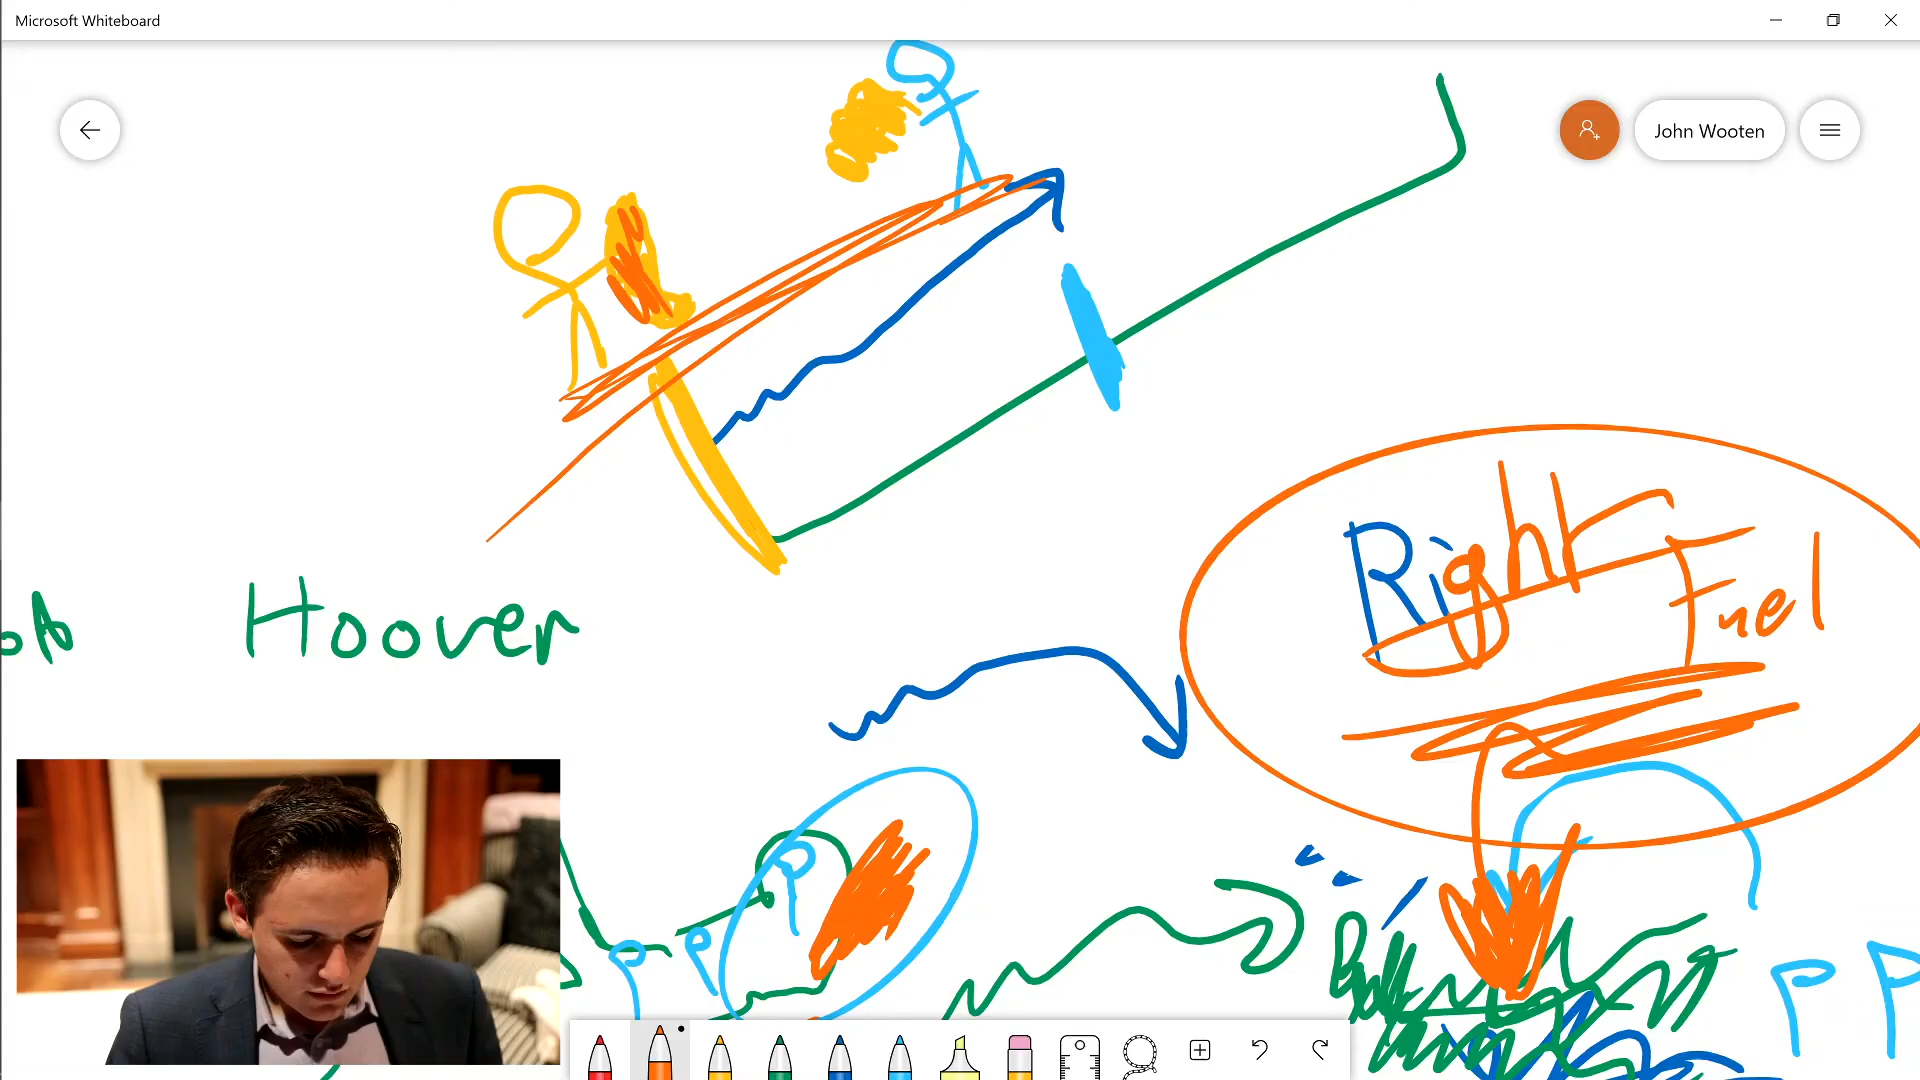 Microsoft Whiteboard
John Wooten
Right
Fuel
Hoover
P
P P
P P